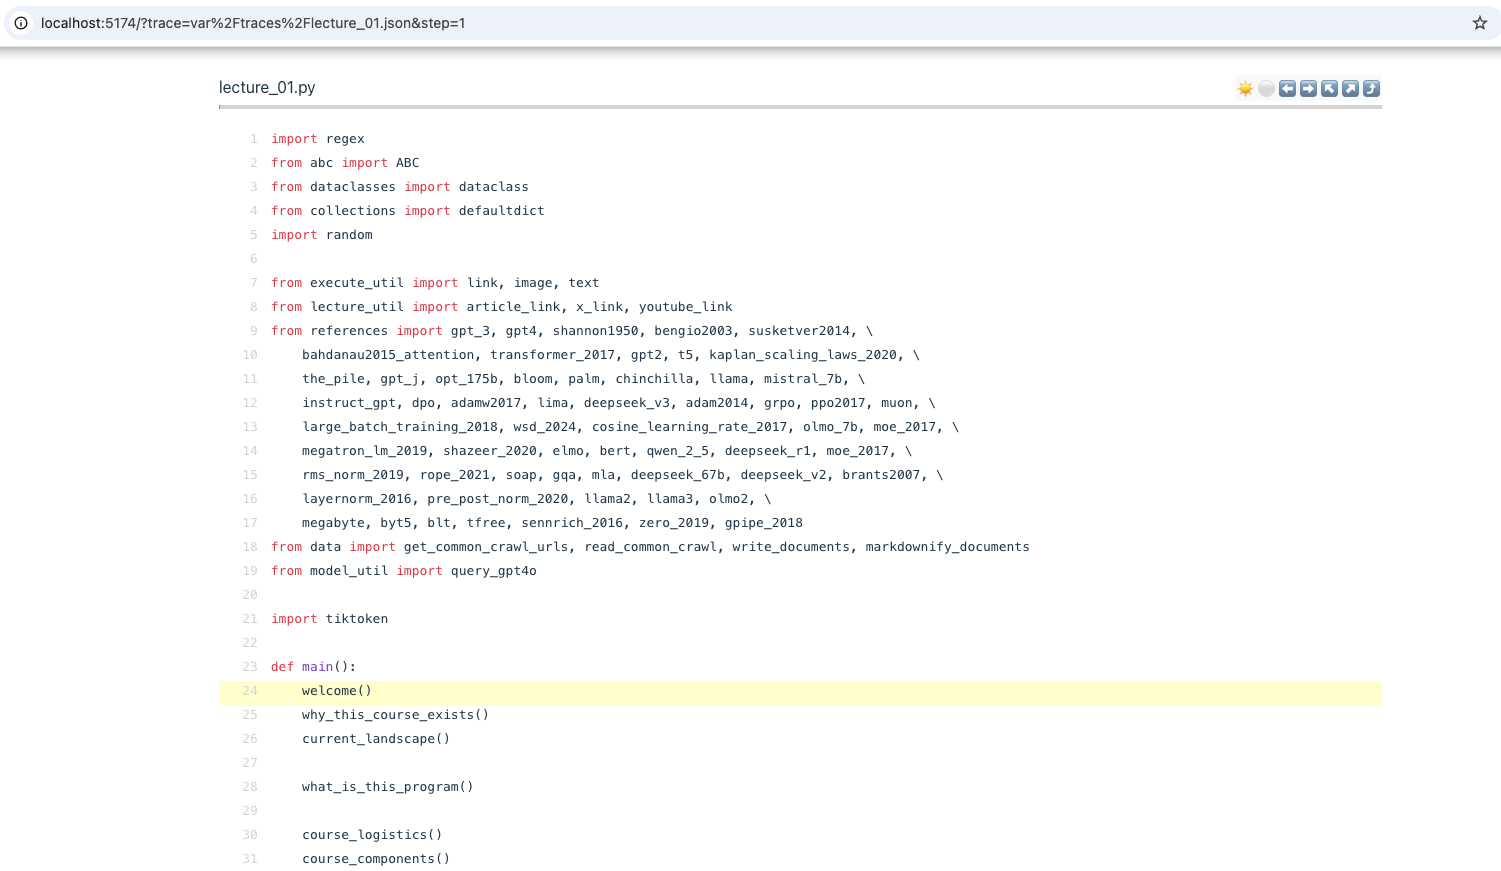 localhost:5174/?trace=var%2Ftraces%2Flecture_01.json&step=1
lecture_01.py
1 import regex
2 from abc import ABC
3 from dataclasses import dataclass
4 from collections import defaultdict
5 import random
6
7 from execute_util import link, image, text
8 from lecture_util import article_link, x_link, youtube_link
9 from references import gpt_3, gpt4, shannon1950, bengio2003, susketver2014, \
10 bahdanau2015_attention, transformer_2017, gpt2, t5, kaplan_scaling_laws_2020, \
11 the_pile, gpt_j, opt_175b, bloom, palm, chinchilla, llama, mistral_7b, \
12 instruct_gpt, dpo, adamw2017, lima, deepseek_v3, adam2014, grpo, ppo2017, muon, \
13 large_batch_training_2018, wsd_2024, cosine_learning_rate_2017, olmo_7b, moe_2017, \
14 megatron_lm_2019, shazeer_2020, elmo, bert, qwen_2_5, deepseek_r1, moe_2017, \
15 rms_norm_2019, rope_2021, soap, gqa, mla, deepseek_67b, deepseek_v2, brants2007, \
16 layernorm_2016, pre_post_norm_2020, llama2, llama3, olmo2, \
17 megabyte, byt5, blt, tfree, sennrich_2016, zero_2019, gpipe_2018
18 from data import get_common_crawl_urls, read_common_crawl, write_documents, markdownify_documents
19 from model_util import query_gpt4o
20
21 import tiktoken
22
23 def main():
24 welcome()
25 why_this_course_exists()
26 current_landscape()
27
28 what_is_this_program()
29
30 course_logistics()
31 course_components()